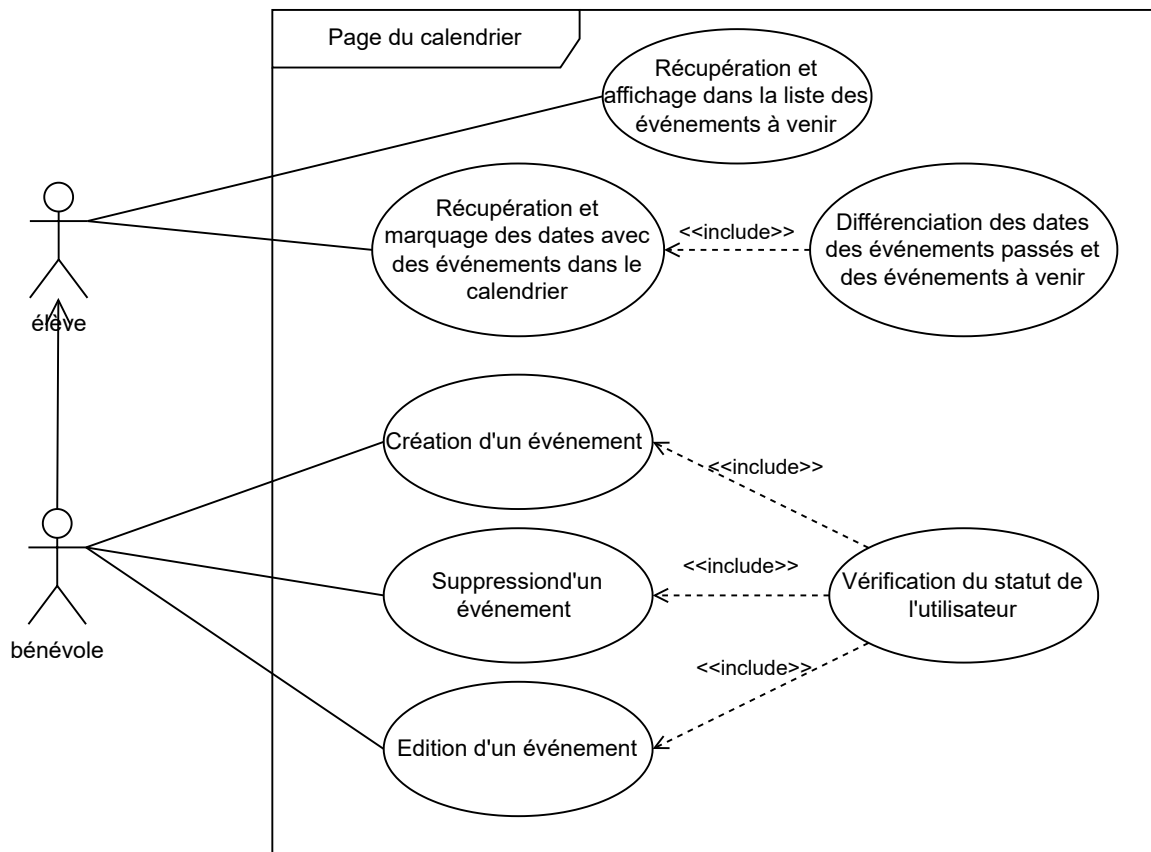 Page du calendrier
Récupération et
affichage dans la liste des
événements à venir
Récupération et
marquage des dates avec
des événements dans le
calendrier
<<include>>
Différenciation des dates
des événements passés et
des événements à venir
élève
Création d'un événement
<<include>>
Suppressiond'un
événement
<<include>>
Vérification du statut de
l'utilisateur
bénévole
<<include>>
Edition d'un événement